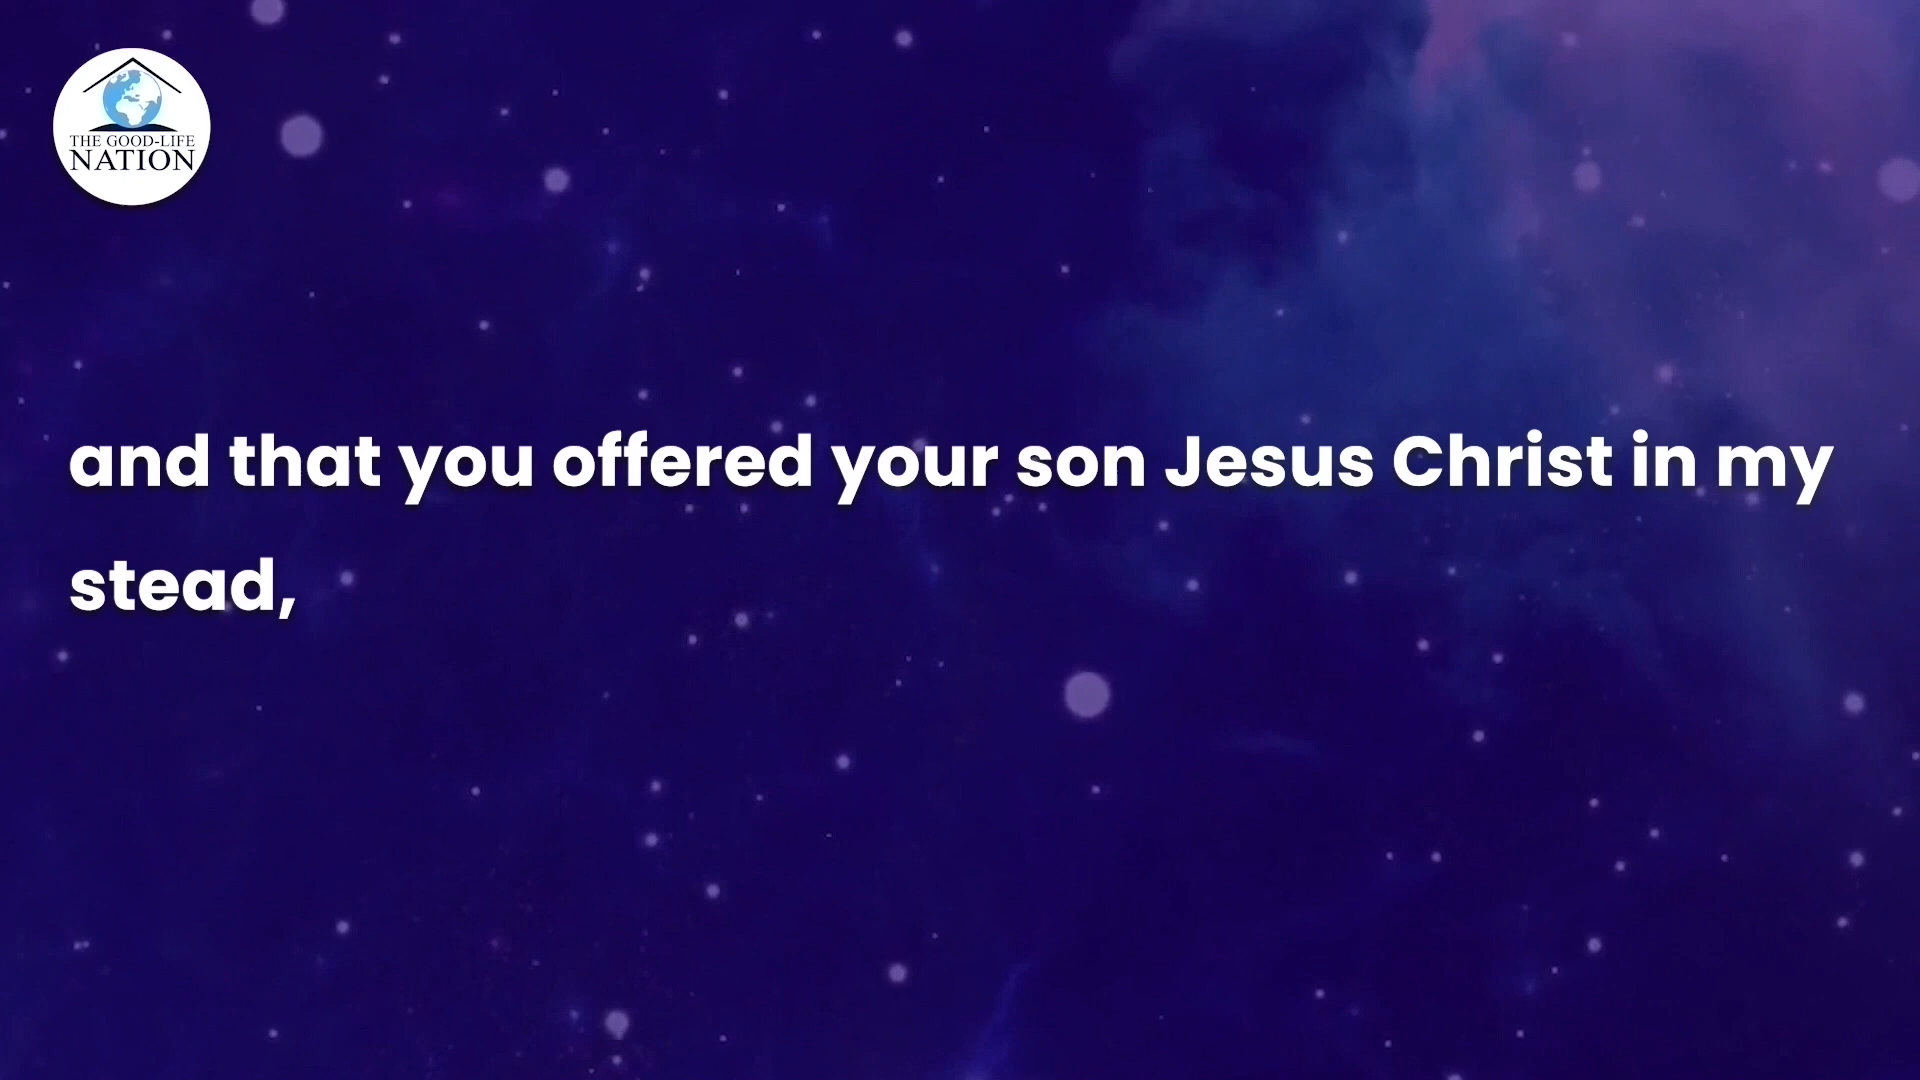 THE GOOD-LIFE
NATION
and that you offered your son Jesus Christ in my
stead,